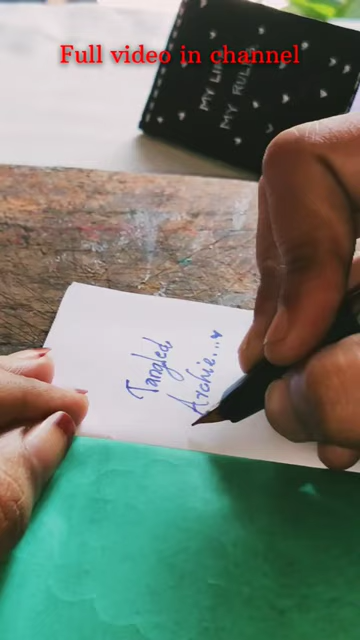 Full video in channel
MY LIFE
MY RULES
Tangled
Archie...